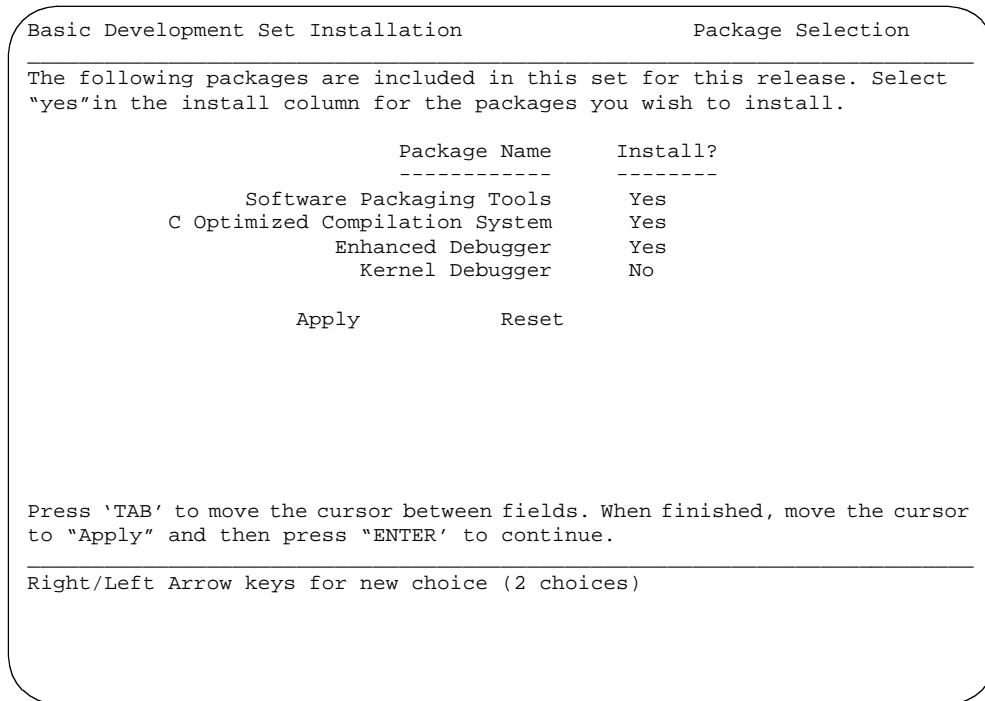 Basic Development Set Installation Package Selection
The following packages are included in this set for this release. Select
“yes”in the install column for the packages you wish to install.
Package Name Install?
------------ --------
Software Packaging Tools Yes
C Optimized Compilation System Yes
Enhanced Debugger Yes
Kernel Debugger No
Apply Reset
Press ‘TAB’ to move the cursor between fields. When finished, move the cursor
to “Apply” and then press “ENTER’ to continue.
Right/Left Arrow keys for new choice (2 choices)